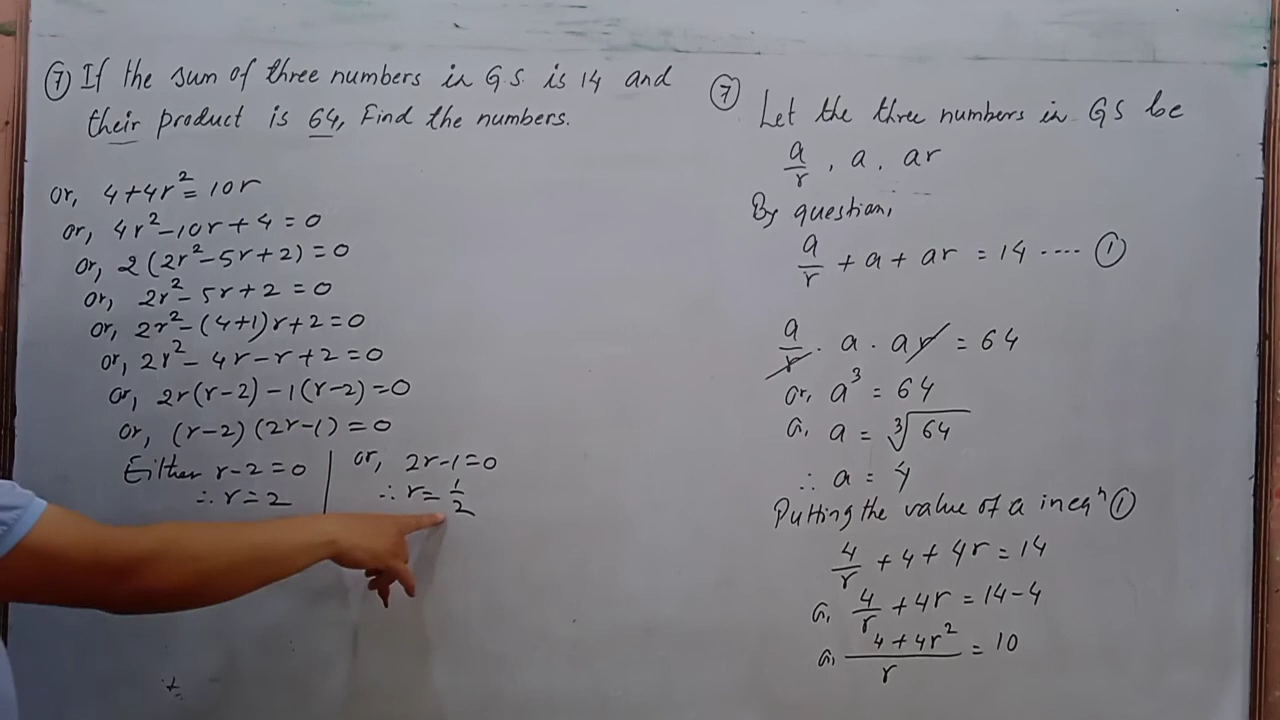 ⑦ If the sum of three numbers in G.S. is 14 and
their product is 64, Find the numbers.
or, 4+4r²=10r
or, 4r²-10r+4=0
or, 2(2r²-5r+2)=0
or, 2r²-5r+2=0
or, 2r²-(4+1)r+2=0
or, 2r²-4r-r+2=0
or, 2r(r-2)-1(r-2)=0
or, (r-2)(2r-1)=0
Either r-2=0 | or, 2r-1=0
∴ r=2 | ∴ r=1/2
⑦
Let the three numbers in GS be
a/r, a, ar
By question,
a/r + a + ar = 14 .... ①
a/r . a . ar = 64
or, a³ = 64
a, a = ∛64
∴ a = 4
Putting the value of a in eqⁿ ①
4/r + 4 + 4r = 14
a, 4/r + 4r = 14-4
a, (4+4r²)/r = 10